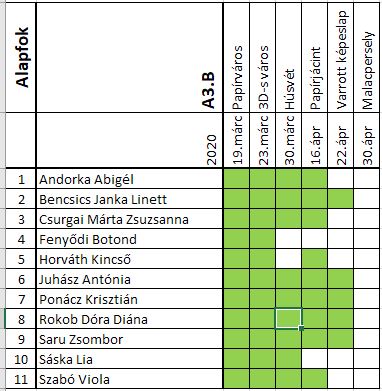 Alapfok
A3.B
Papírváros
3D-s város
Húsvét
Papírjácint
Varrott képeslap
Malacpersely
2020
19.márc
23.márc
30.márc
16.ápr
22.ápr
30.ápr
1 Andorka Abigél
2 Bencsics Janka Linett
3 Csurgai Márta Zsuzsanna
4 Fenyődi Botond
5 Horváth Kincső
6 Juhász Antónia
7 Ponácz Krisztián
8 Rokob Dóra Diána
9 Saru Zsombor
10 Sáska Lia
11 Szabó Viola